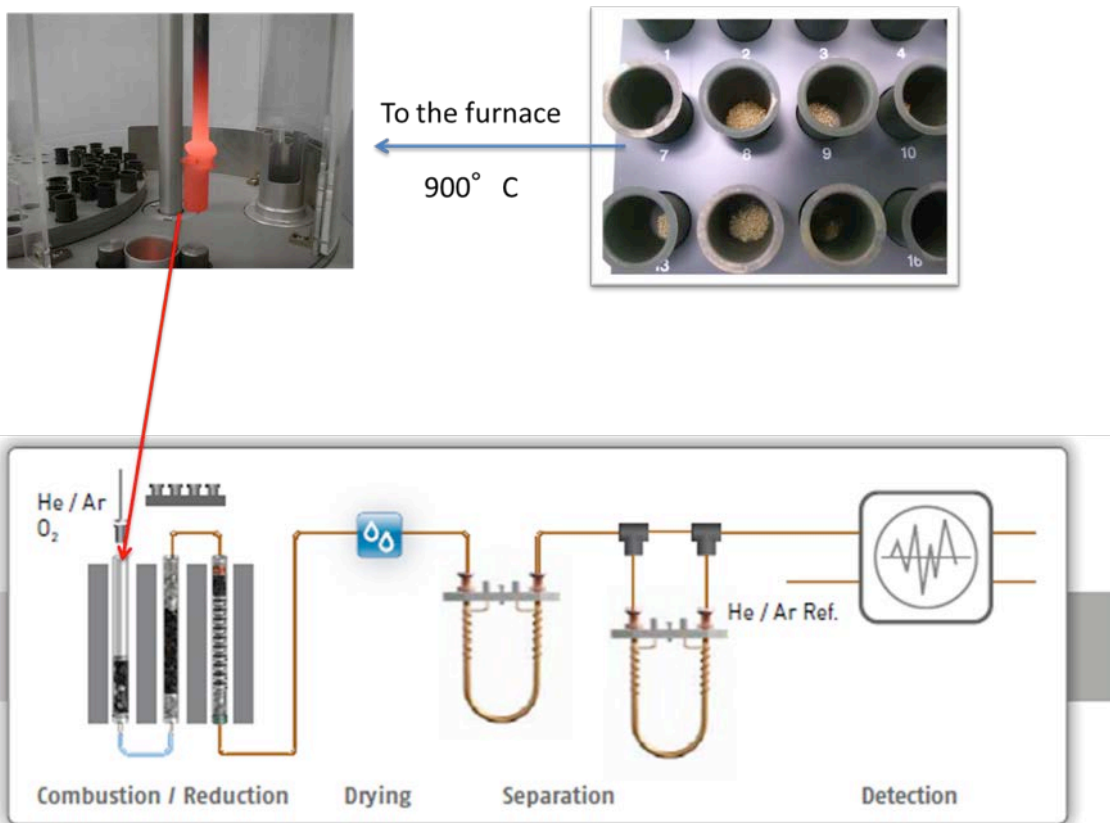 To the furnace
900° C
1 2 3 4
7 8 9 10
13 16
He / Ar
O₂
He / Ar Ref.
Combustion / Reduction Drying Separation Detection